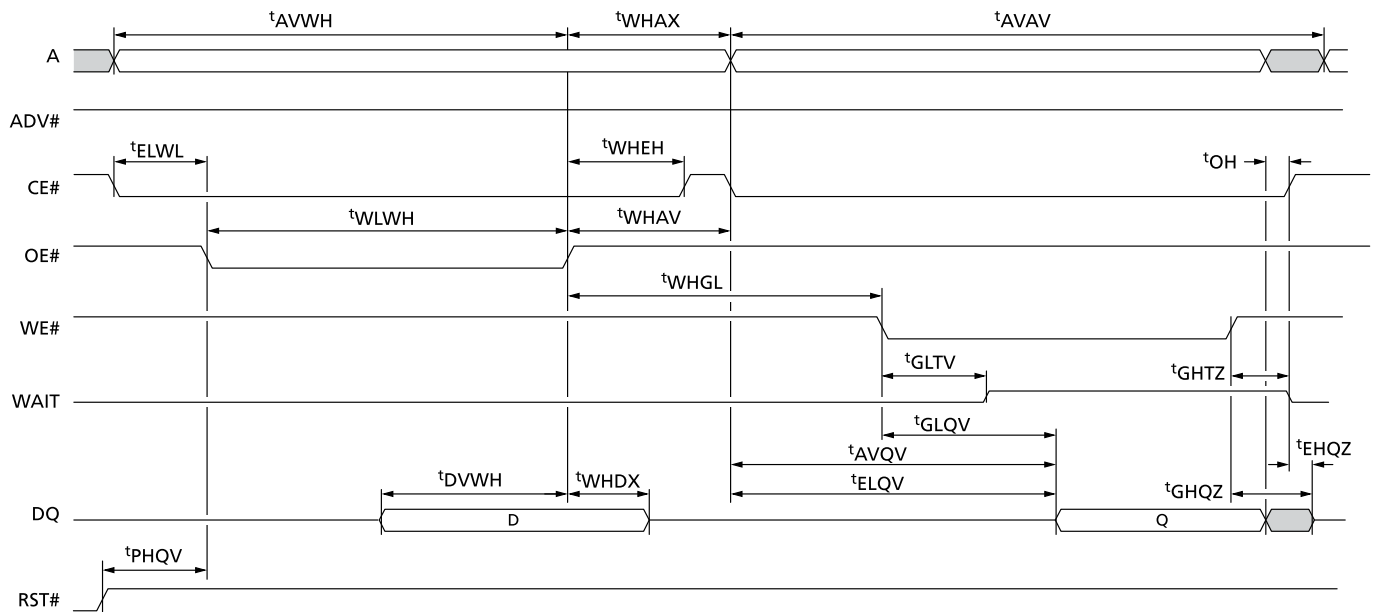 tAVWH tWHAX tAVAV
A
ADV#
tELWL tWHEH tOH
CE#
tWLWH tWHAV
OE#
tWHGL
WE#
tGLTV tGHTZ
WAIT
tGLQV
tAVQV tEHQZ
tDVWH tWHDX tELQV tGHQZ
DQ D Q
tPHQV
RST#